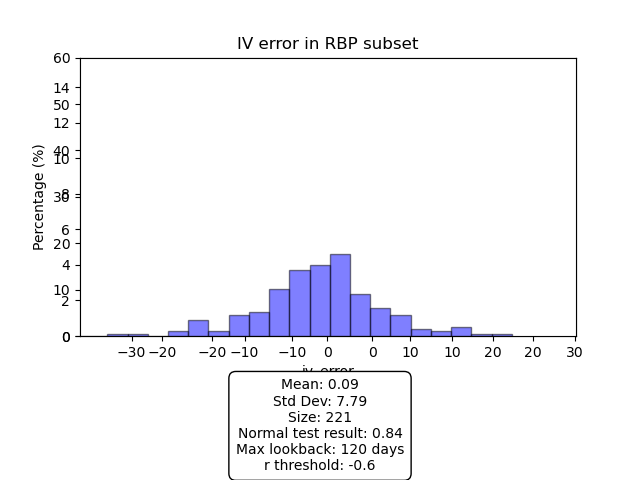 IV error in RBP subset
60
14
50
12
40
10
8
30
6
20
4
10
2
0
Percentage (%)
−30 −20 −20 −10 −10 0 0 10 10 20 20 30
iv_error
Mean: 0.09
Std Dev: 7.79
Size: 221
Normal test result: 0.84
Max lookback: 120 days
r threshold: -0.6